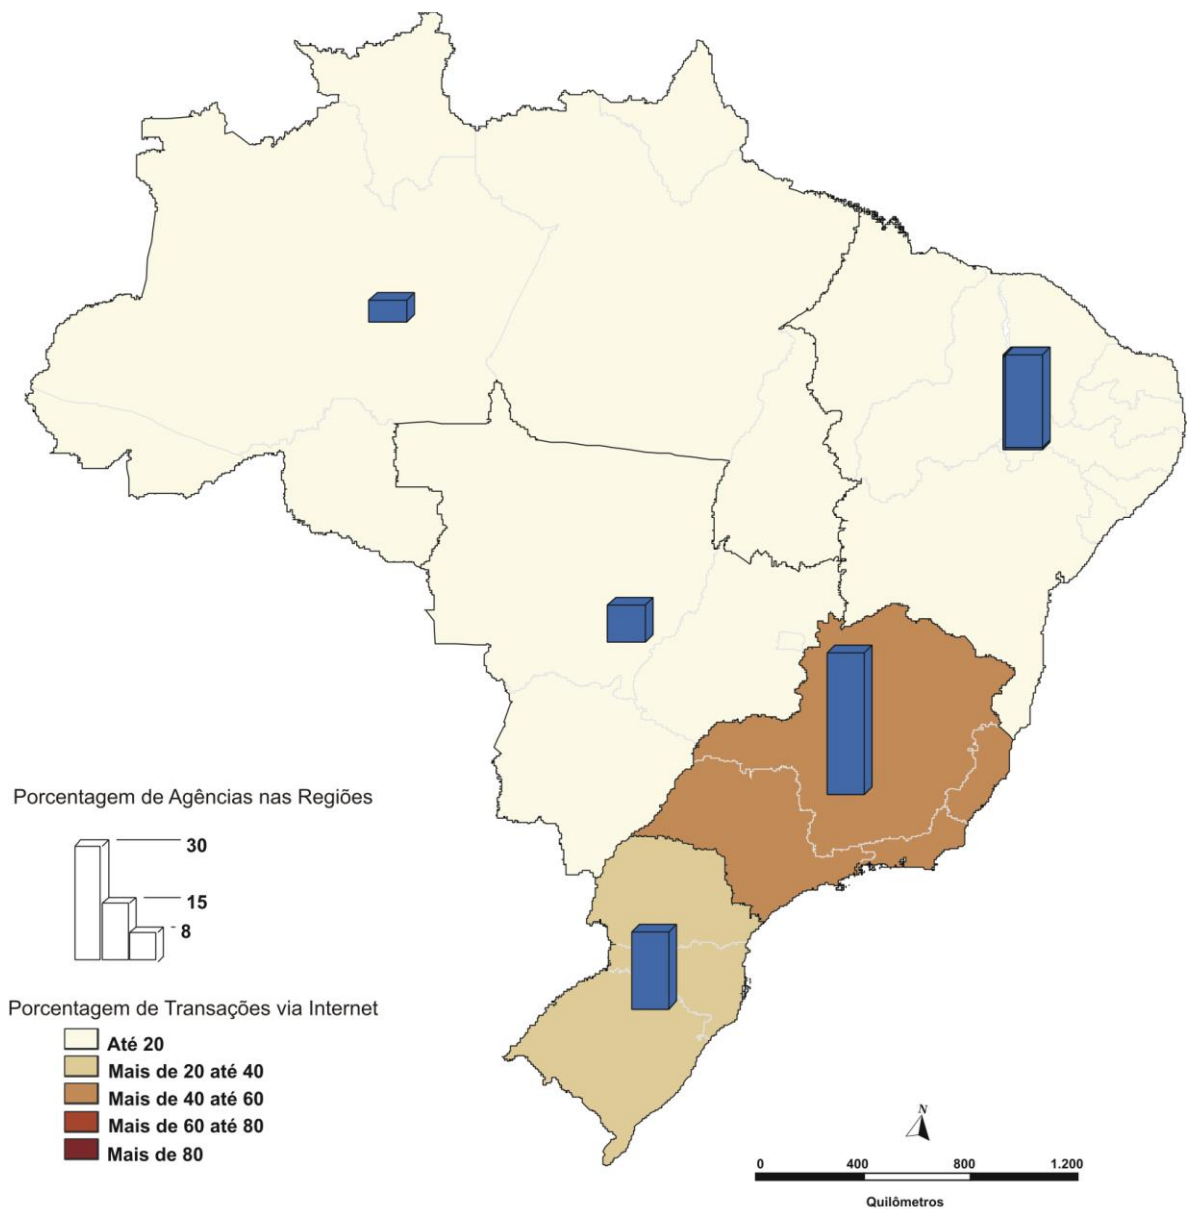 Porcentagem de Agências nas Regiões
30
15
8
Porcentagem de Transações via Internet
Até 20
Mais de 20 até 40
Mais de 40 até 60
Mais de 60 até 80
Mais de 80
N
0 400 800 1.200
Quilômetros